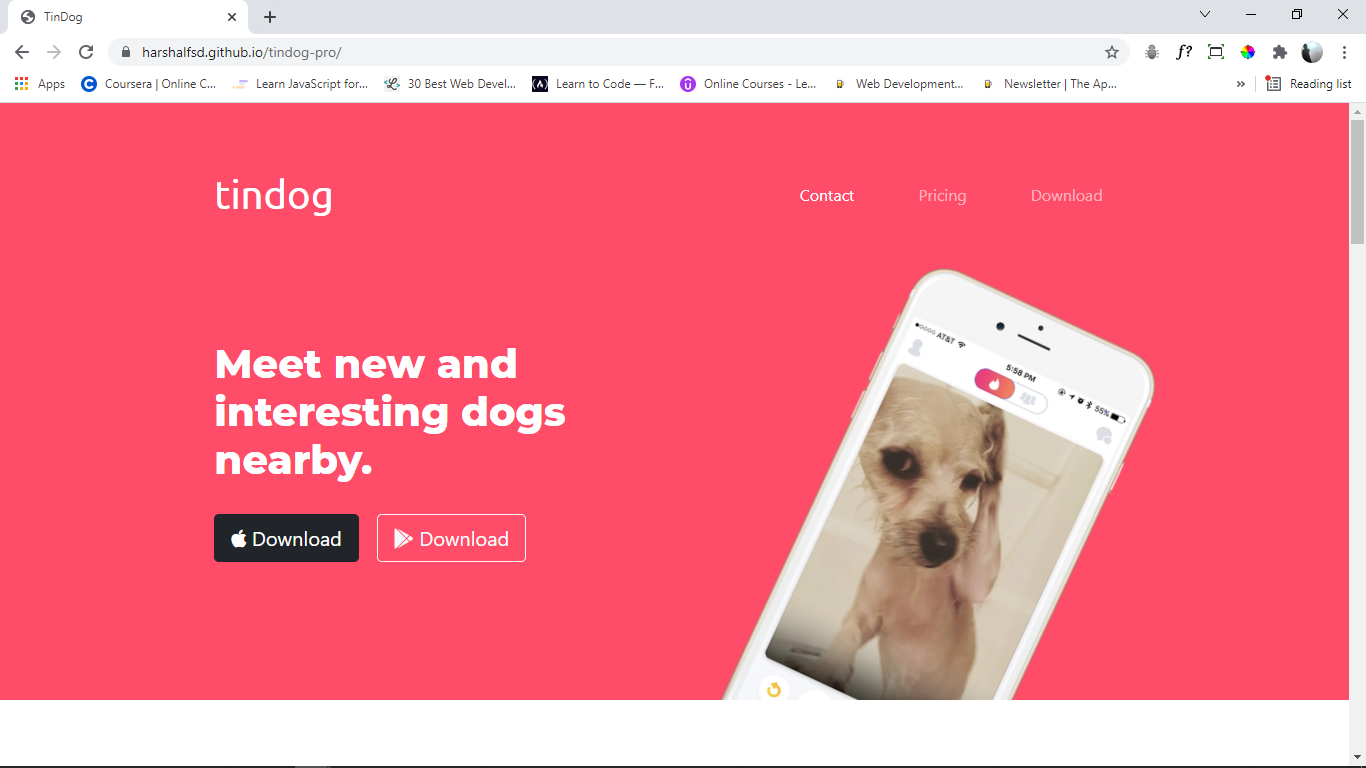 TinDog
harshalfsd.github.io/tindog-pro/
f?
Apps
Coursera | Online C...
Learn JavaScript for...
30 Best Web Devel...
Learn to Code — F...
Online Courses - Le...
Web Development...
Newsletter | The Ap...
»
Reading list
tindog
Contact
Pricing
Download
AT&T
5:58 PM
55%
Meet new and
interesting dogs
nearby.
Download
Download